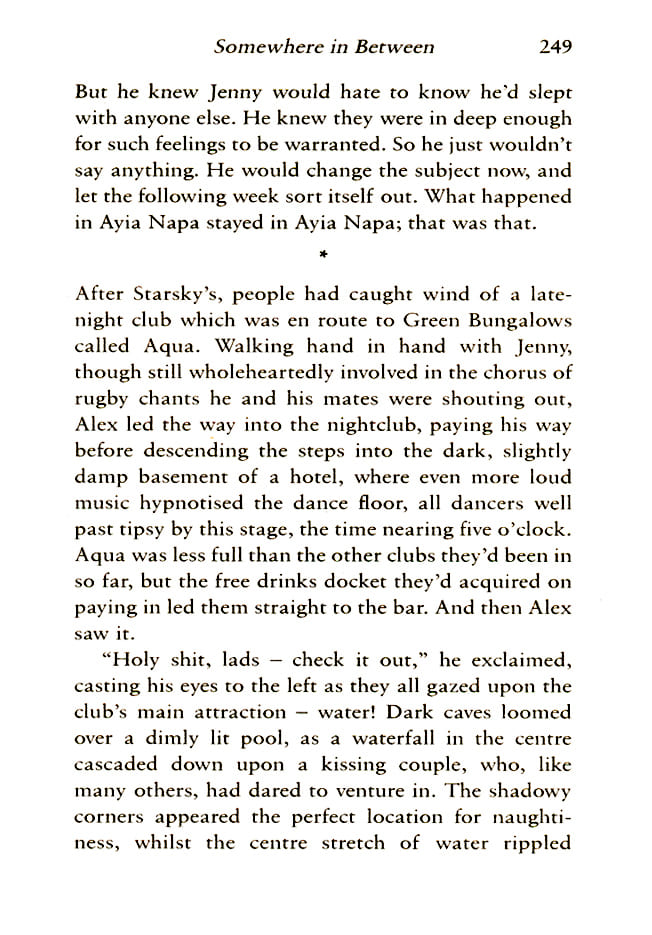 Somewhere in Between 249
But he knew Jenny would hate to know he'd slept
with anyone else. He knew they were in deep enough
for such feelings to be warranted. So he just wouldn't
say anything. He would change the subject now, and
let the following week sort itself out. What happened
in Ayia Napa stayed in Ayia Napa; that was that.
*
After Starsky's, people had caught wind of a late-
night club which was en route to Green Bungalows
called Aqua. Walking hand in hand with Jenny,
though still wholeheartedly involved in the chorus of
rugby chants he and his mates were shouting out,
Alex led the way into the nightclub, paying his way
before descending the steps into the dark, slightly
damp basement of a hotel, where even more loud
music hypnotised the dance floor, all dancers well
past tipsy by this stage, the time nearing five o'clock.
Aqua was less full than the other clubs they'd been in
so far, but the free drinks docket they'd acquired on
paying in led them straight to the bar. And then Alex
saw it.
“Holy shit, lads – check it out,” he exclaimed,
casting his eyes to the left as they all gazed upon the
club's main attraction – water! Dark caves loomed
over a dimly lit pool, as a waterfall in the centre
cascaded down upon a kissing couple, who, like
many others, had dared to venture in. The shadowy
corners appeared the perfect location for naughti-
ness, whilst the centre stretch of water rippled